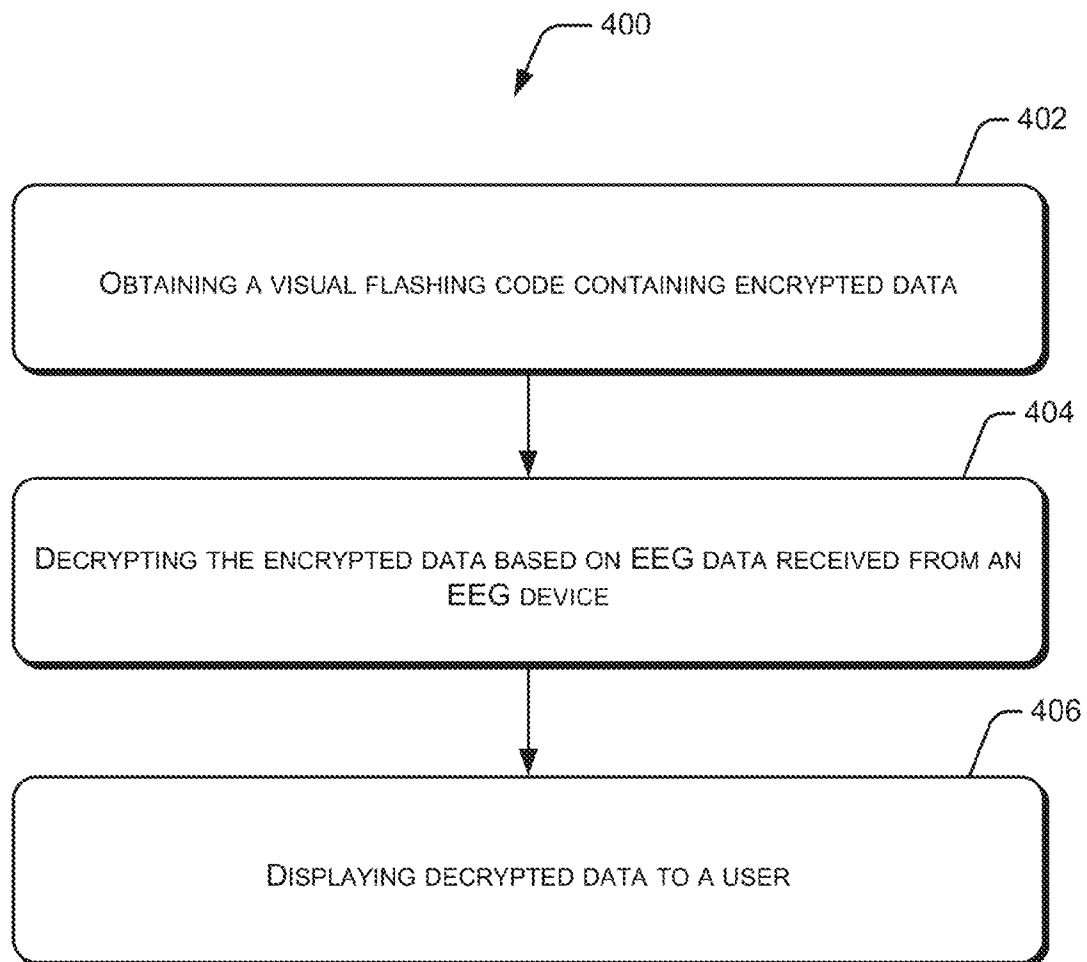 400
402
OBTAINING A VISUAL FLASHING CODE CONTAINING ENCRYPTED DATA
404
DECRYPTING THE ENCRYPTED DATA BASED ON EEG DATA RECEIVED FROM AN
EEG DEVICE
406
DISPLAYING DECRYPTED DATA TO A USER